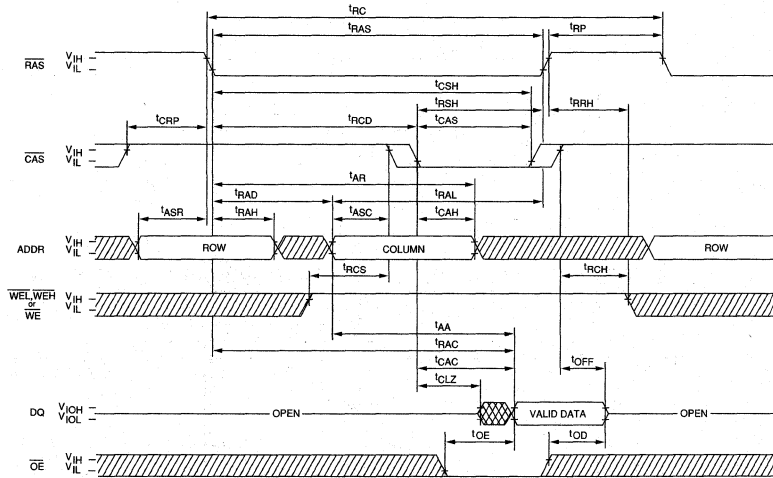 tRC
tRAS
tRP
RAS
VIH
VIL
tCSH
tRSH
tRRH
tCRP
tRCD
tCAS
CAS
VIH
VIL
tAR
tRAD
tRAL
tASR
tRAH
tASC
tCAH
ADDR
VIH
VIL
ROW
COLUMN
ROW
tRCS
tRCH
WEL,WEH
or
WE
VIH
VIL
tAA
tRAC
tCAC
tOFF
tCLZ
DQ
VIOH
VIOL
OPEN
VALID DATA
OPEN
tOE
tOD
OE
VIH
VIL